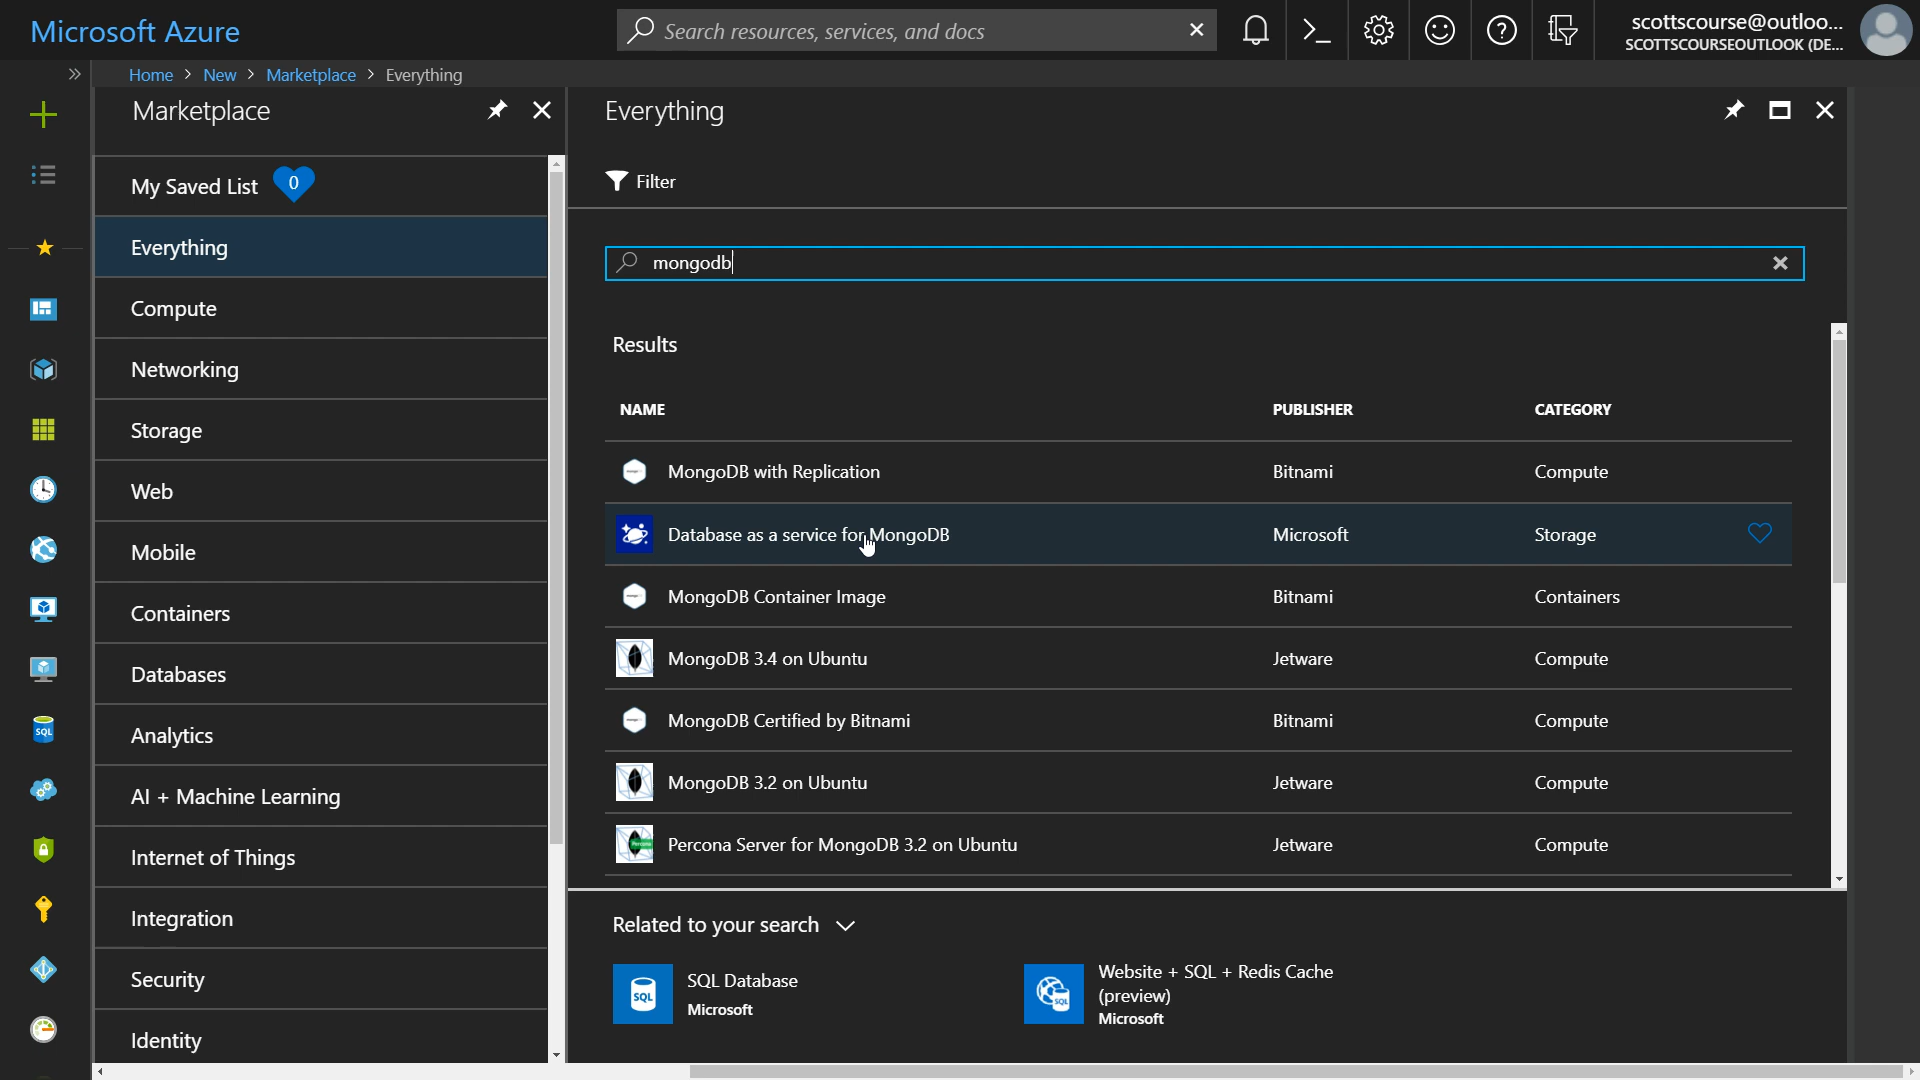 Microsoft Azure
Search resources, services, and docs
scottscourse@outloo...
SCOTTSCOURSEOUTLOOK (DE...
Home > New > Marketplace > Everything
Marketplace
My Saved List 0
Everything
Compute
Networking
Storage
Web
Mobile
Containers
Databases
Analytics
AI + Machine Learning
Internet of Things
Integration
Security
Identity
Everything
Filter
mongodb
Results
NAME PUBLISHER CATEGORY
MongoDB with Replication Bitnami Compute
Database as a service for MongoDB Microsoft Storage
MongoDB Container Image Bitnami Containers
MongoDB 3.4 on Ubuntu Jetware Compute
MongoDB Certified by Bitnami Bitnami Compute
MongoDB 3.2 on Ubuntu Jetware Compute
Percona Server for MongoDB 3.2 on Ubuntu Jetware Compute
Related to your search
SQL
SQL Database
Microsoft
SQL
Website + SQL + Redis Cache
(preview)
Microsoft
SQL